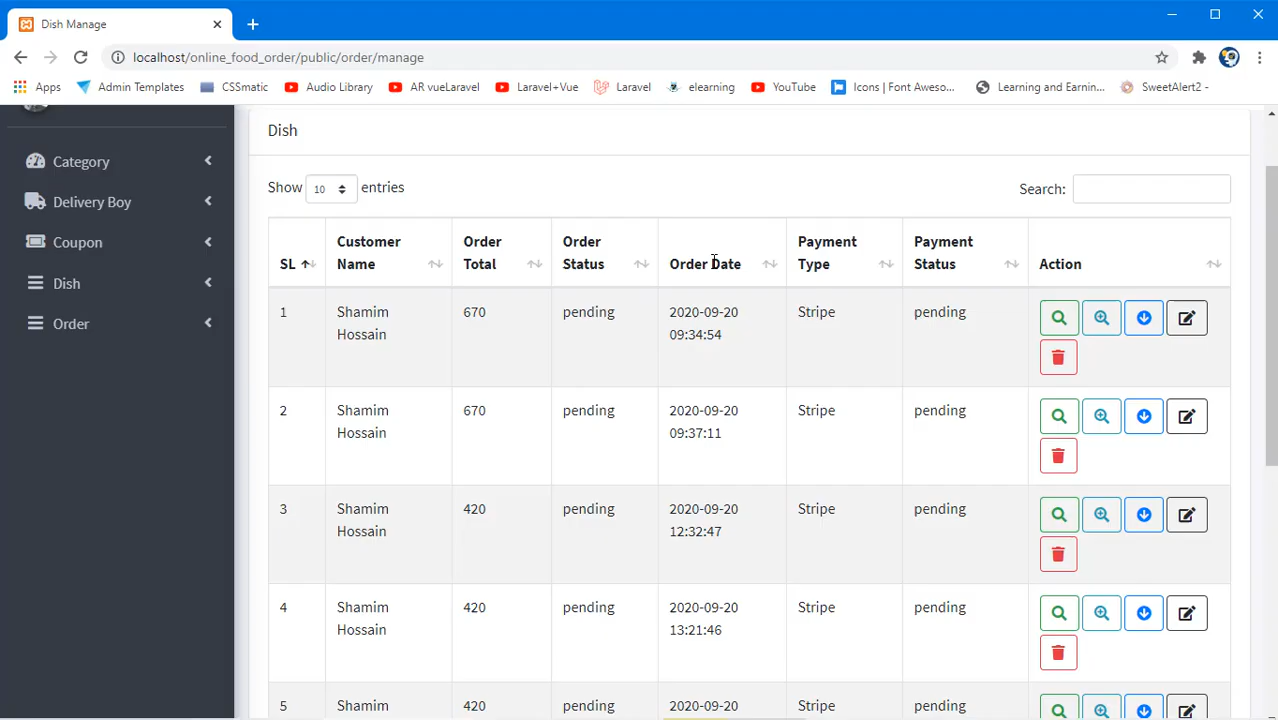 Dish Manage
localhost/online_food_order/public/order/manage
Apps Admin Templates CSSmatic Audio Library AR vueLaravel Laravel+Vue Laravel elearning YouTube Icons | Font Aweso... Learning and Earnin... SweetAlert2 -
Category
Delivery Boy
Coupon
Dish
Order
Dish
Show 10 entries Search:
SL Customer Name Order Total Order Status Order Date Payment Type Payment Status Action
1 Shamim Hossain 670 pending 2020-09-20 09:34:54 Stripe pending
2 Shamim Hossain 670 pending 2020-09-20 09:37:11 Stripe pending
3 Shamim Hossain 420 pending 2020-09-20 12:32:47 Stripe pending
4 Shamim Hossain 420 pending 2020-09-20 13:21:46 Stripe pending
5 Shamim 420 pending 2020-09-20 Stripe pending